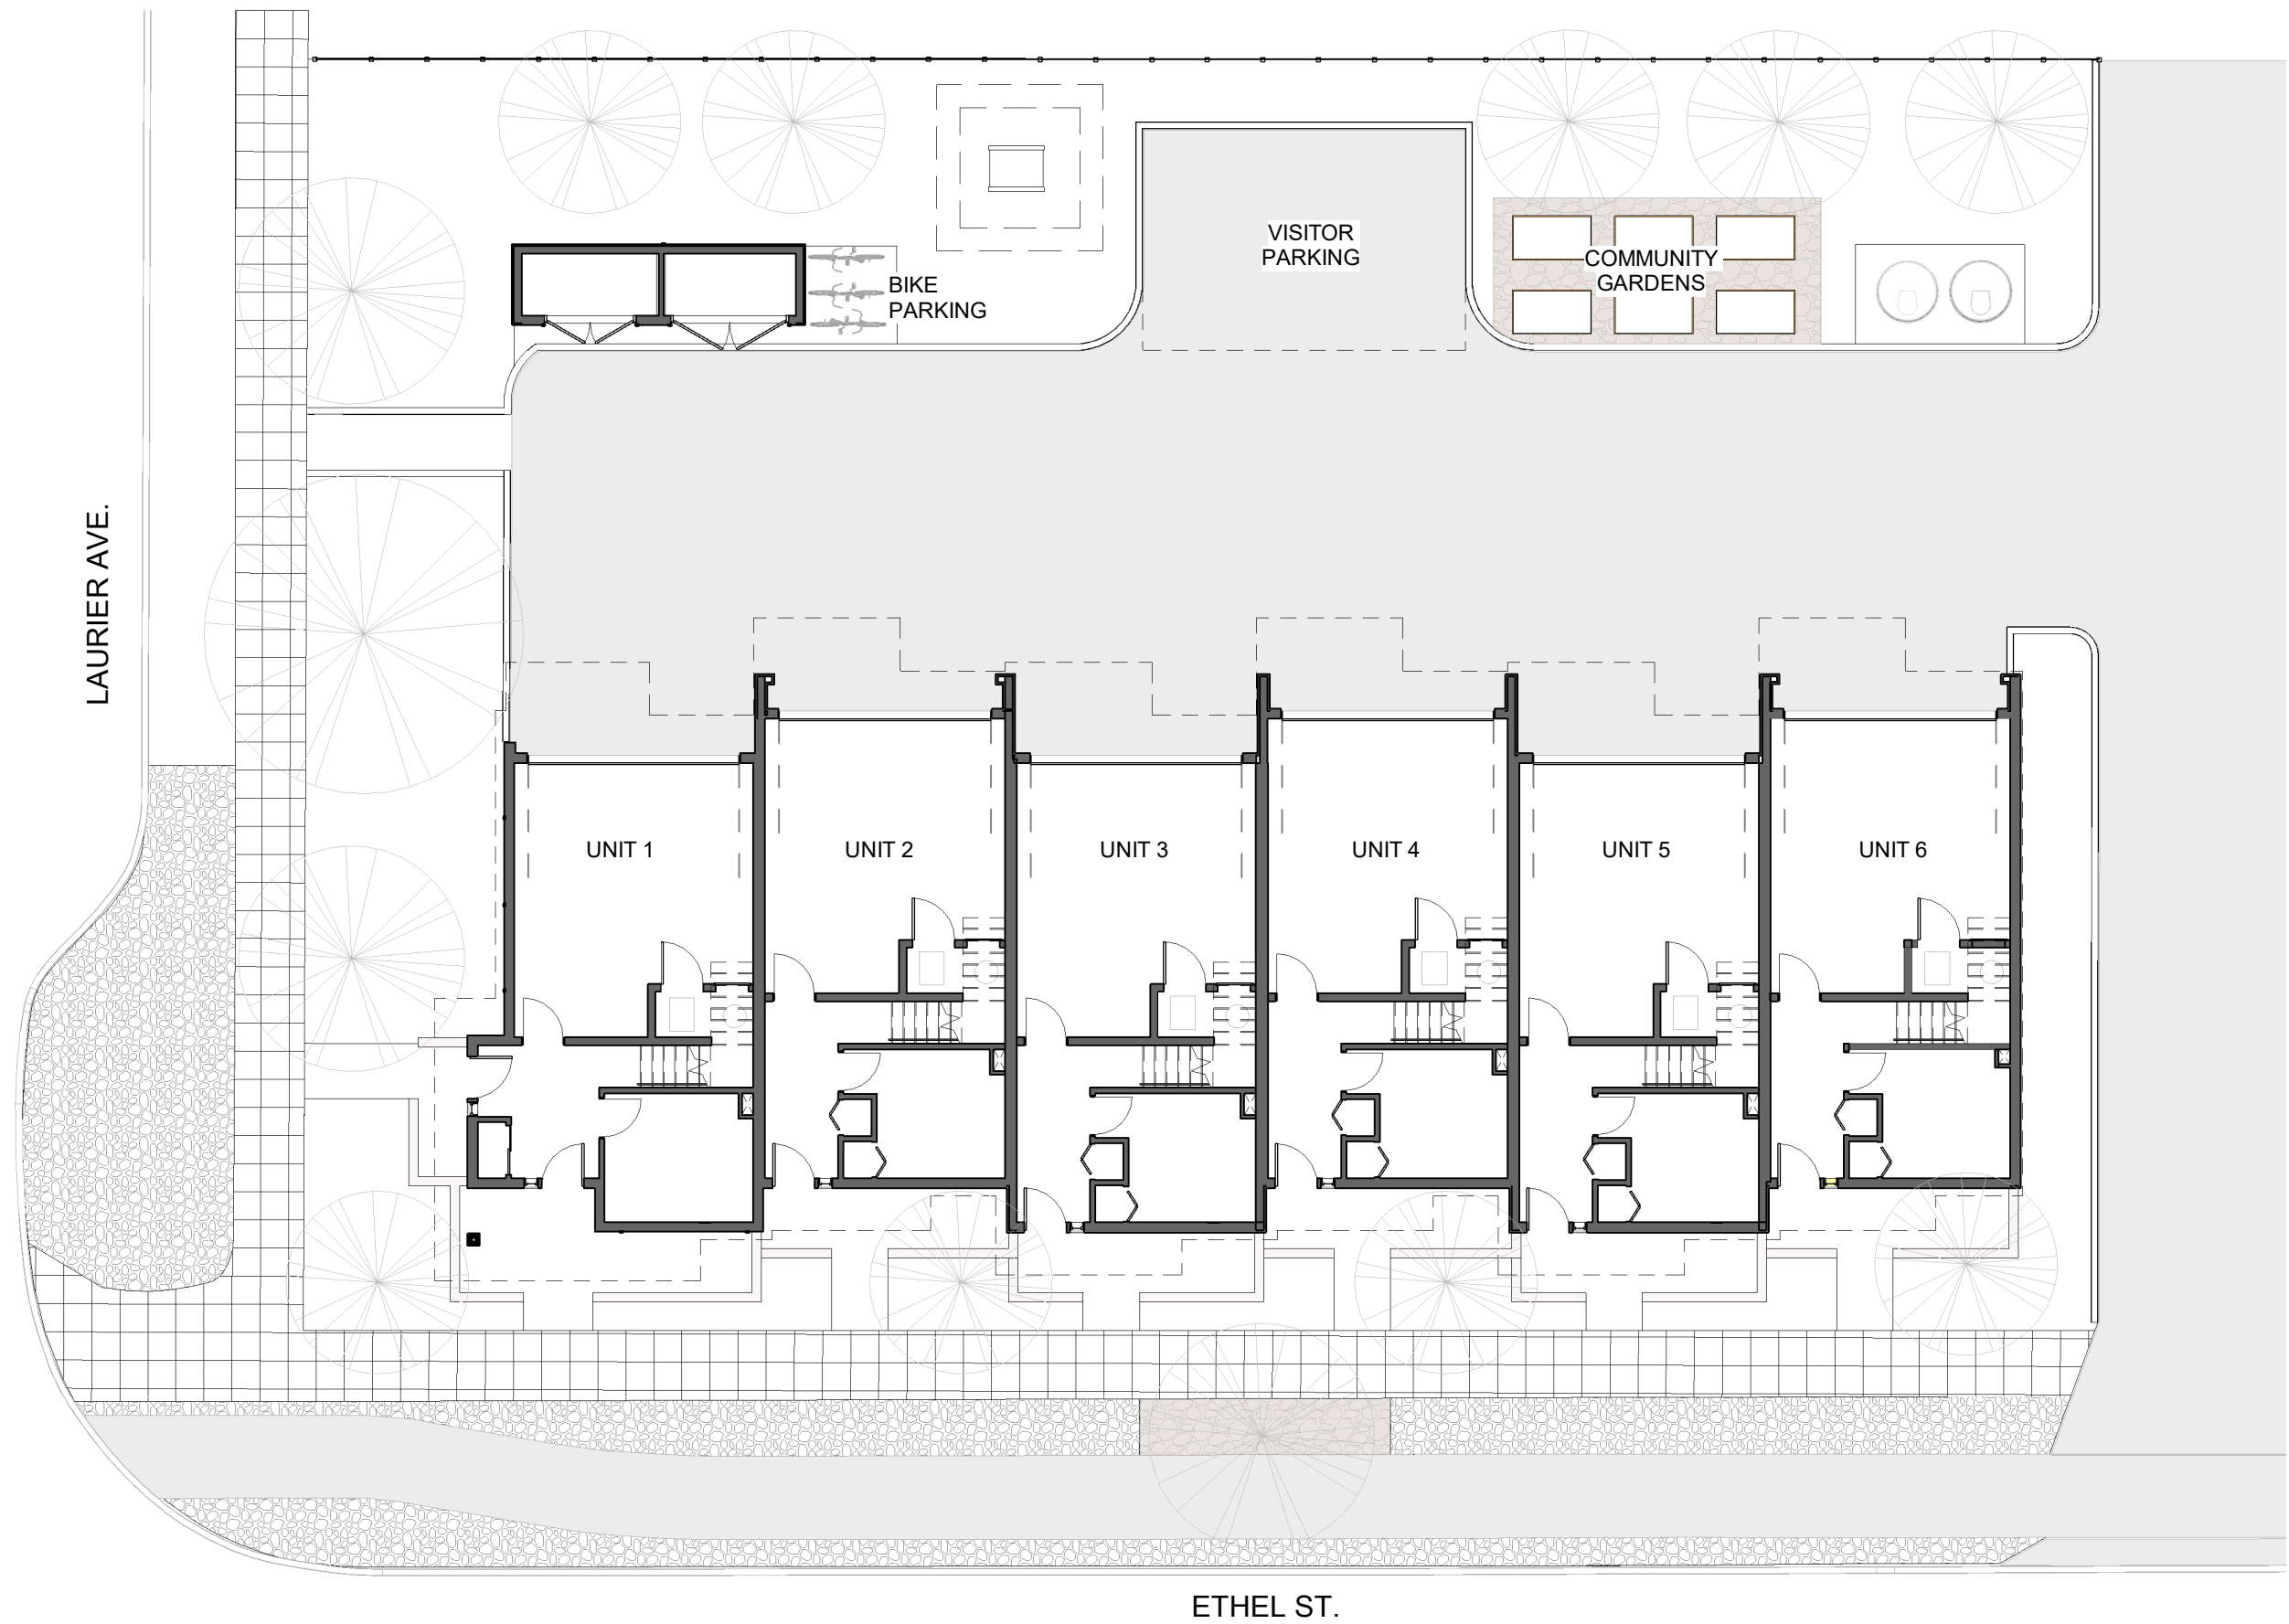 VISITOR
PARKING
COMMUNITY
GARDENS
BIKE
PARKING
LAURIER AVE.
UNIT 1
UNIT 2
UNIT 3
UNIT 4
UNIT 5
UNIT 6
ETHEL ST.